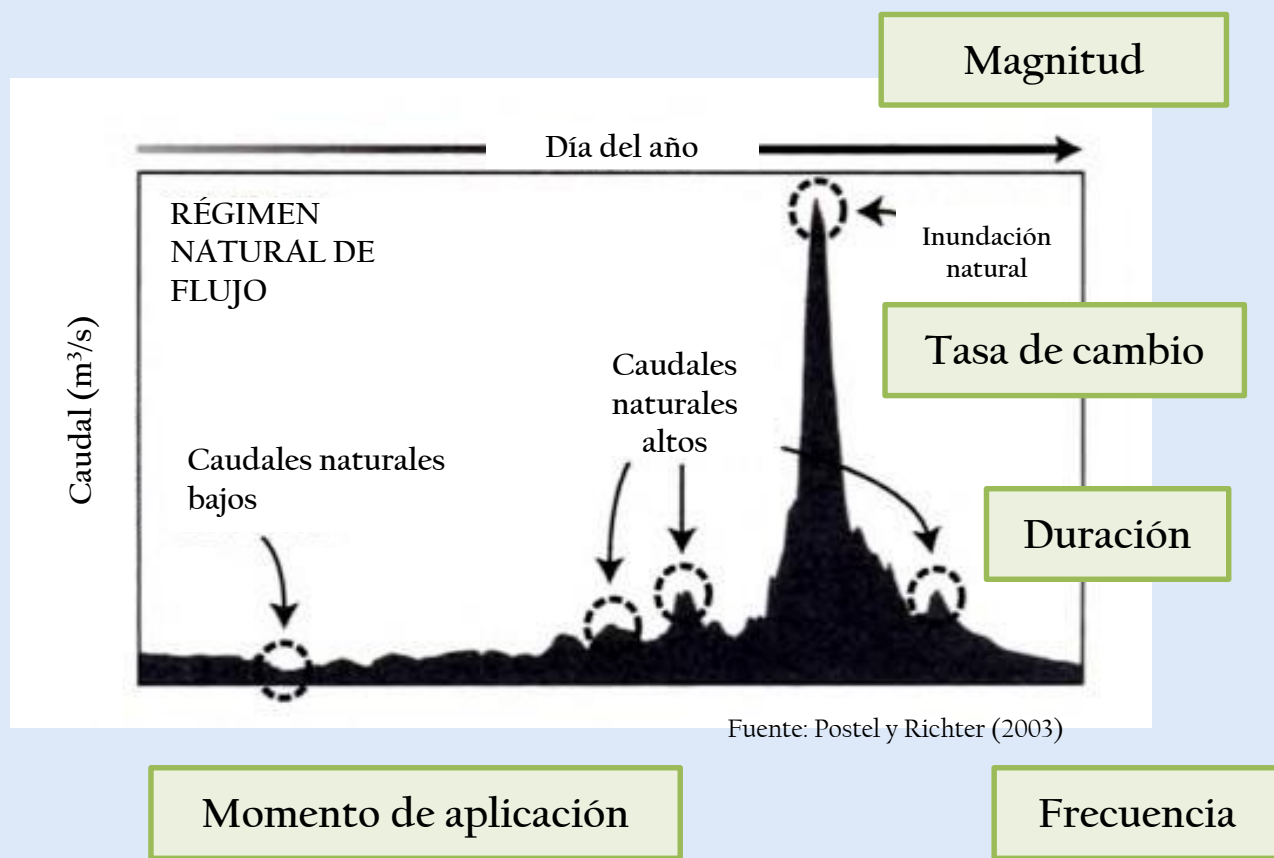 Magnitud
Día del año
RÉGIMEN
NATURAL DE
FLUJO
Inundación
natural
Caudal (m³/s)
Tasa de cambio
Caudales
naturales
altos
Caudales naturales
bajos
Duración
Fuente: Postel y Richter (2003)
Momento de aplicación
Frecuencia